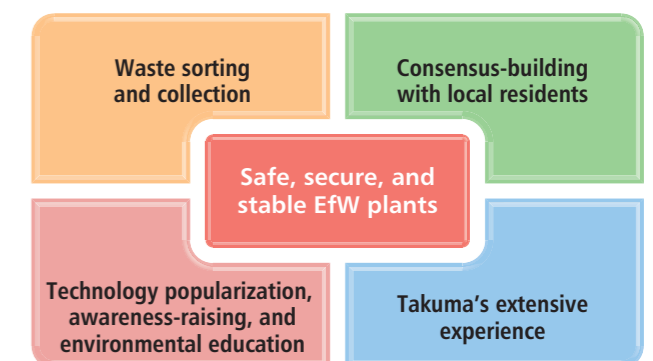 Waste sorting
and collection
Consensus-building
with local residents
Safe, secure, and
stable EfW plants
Technology popularization,
awareness-raising, and
environmental education
Takuma's extensive
experience